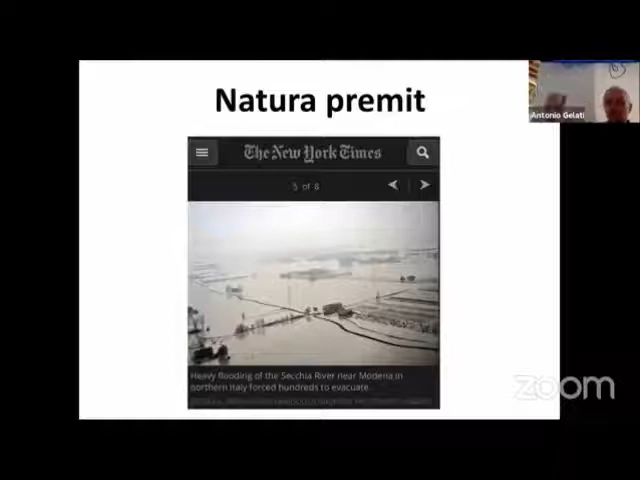 Natura premit
Antonio Gelati
The New York Times
5 of 8
Heavy flooding of the Secchia River near Modena in
northern Italy forced hundreds to evacuate.
zoom